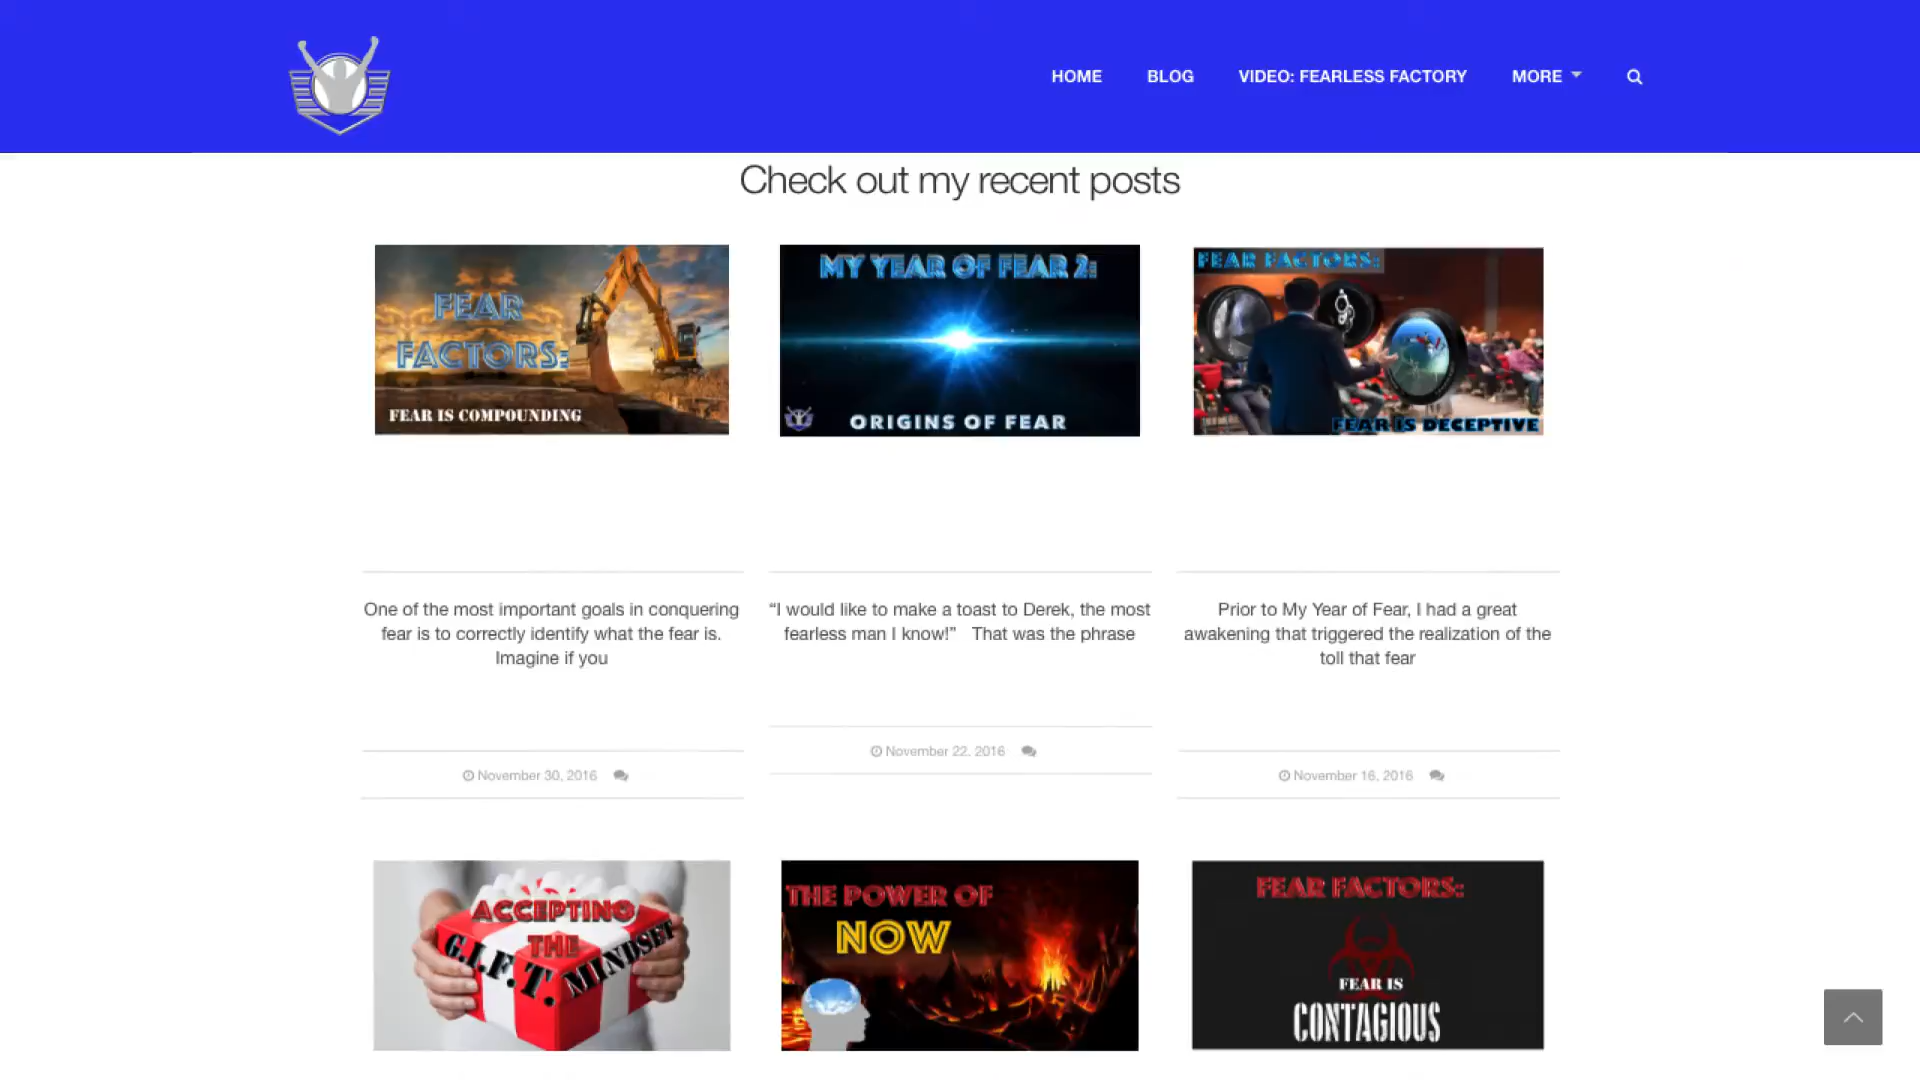 HOME BLOG VIDEO: FEARLESS FACTORY MORE
Check out my recent posts
FEAR
FACTORS:
FEAR IS COMPOUNDING
MY YEAR OF FEAR 2:
ORIGINS OF FEAR
FEAR FACTORS:
FEAR IS DECEPTIVE
One of the most important goals in conquering
fear is to correctly identify what the fear is.
Imagine if you
November 30, 2016
“I would like to make a toast to Derek, the most
fearless man I know!” That was the phrase
November 22, 2016
Prior to My Year of Fear, I had a great
awakening that triggered the realization of the
toll that fear
November 16, 2016
ACCEPTING
THE
G.I.F.T. MINDSET
THE POWER OF
NOW
FEAR FACTORS:
FEAR IS
CONTAGIOUS